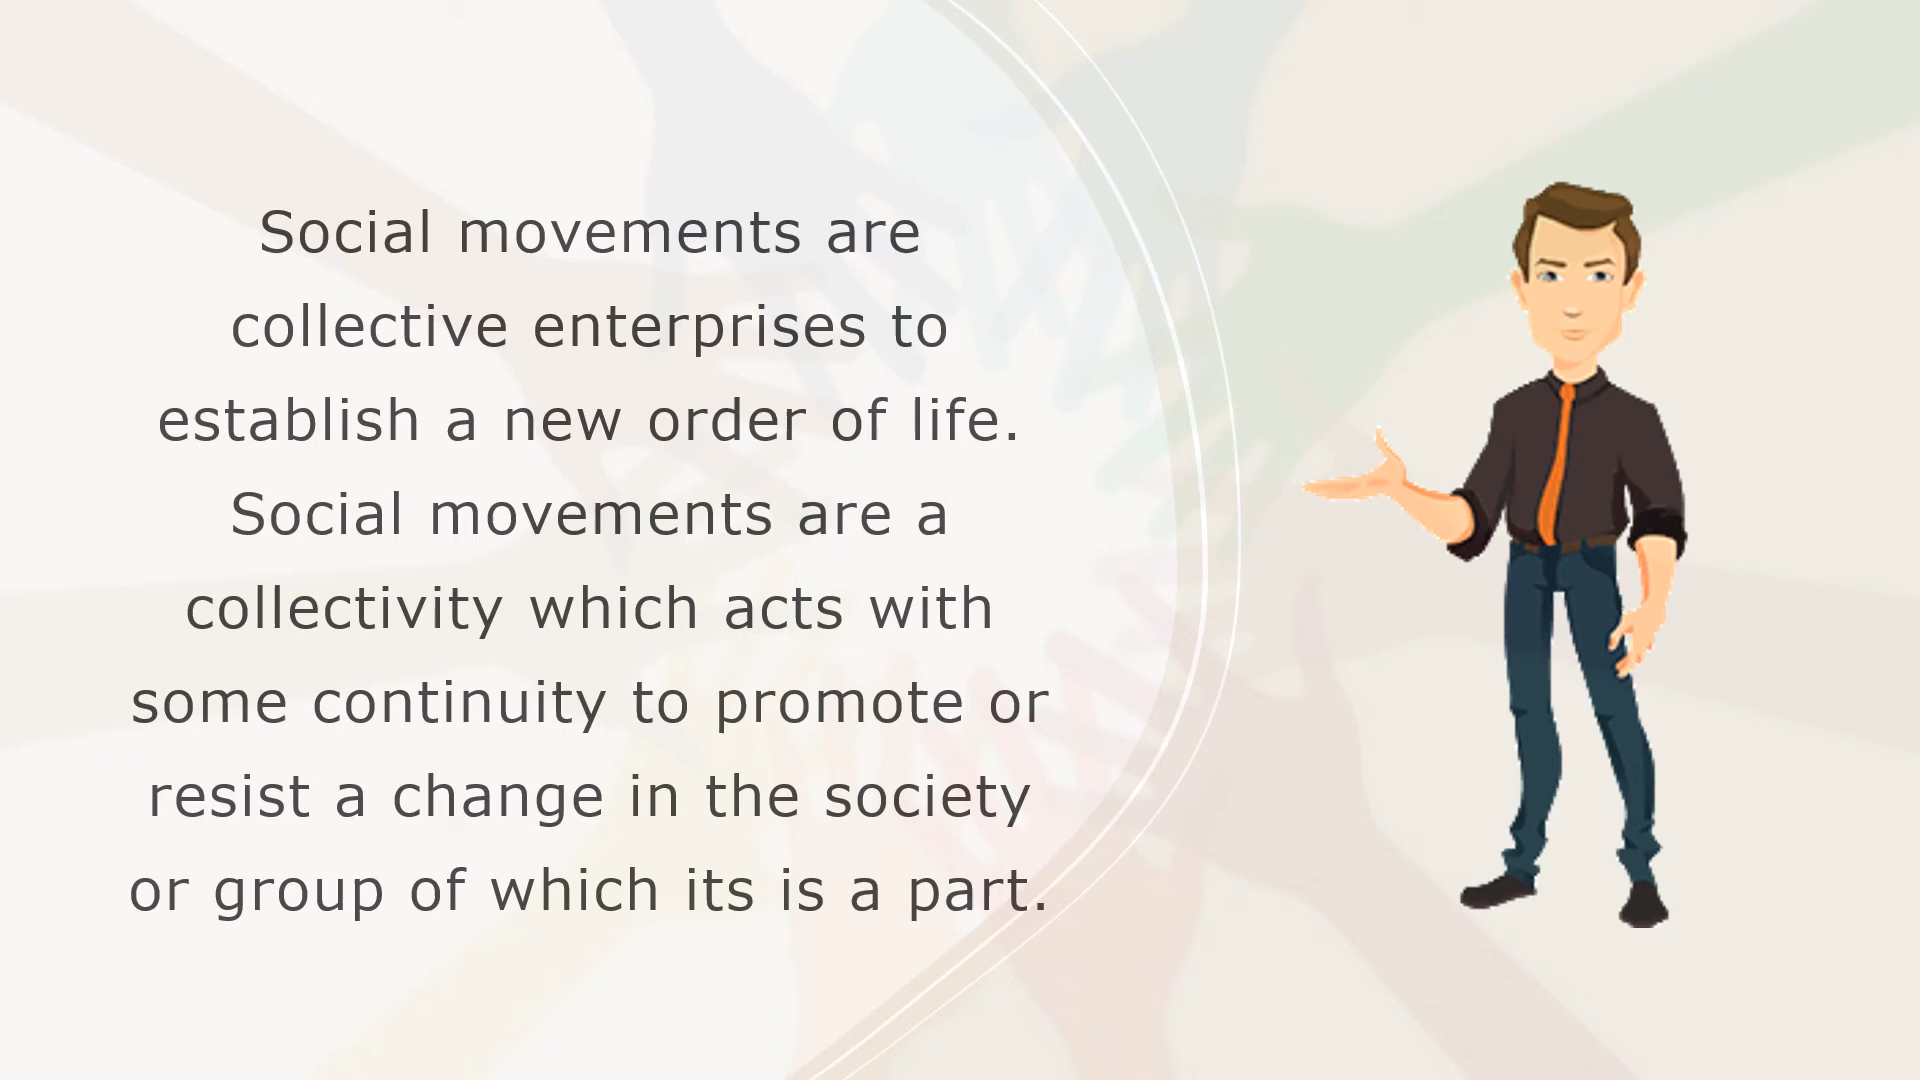 Social movements are
collective enterprises to
establish a new order of life.
Social movements are a
collectivity which acts with
some continuity to promote or
resist a change in the society
or group of which its is a part.